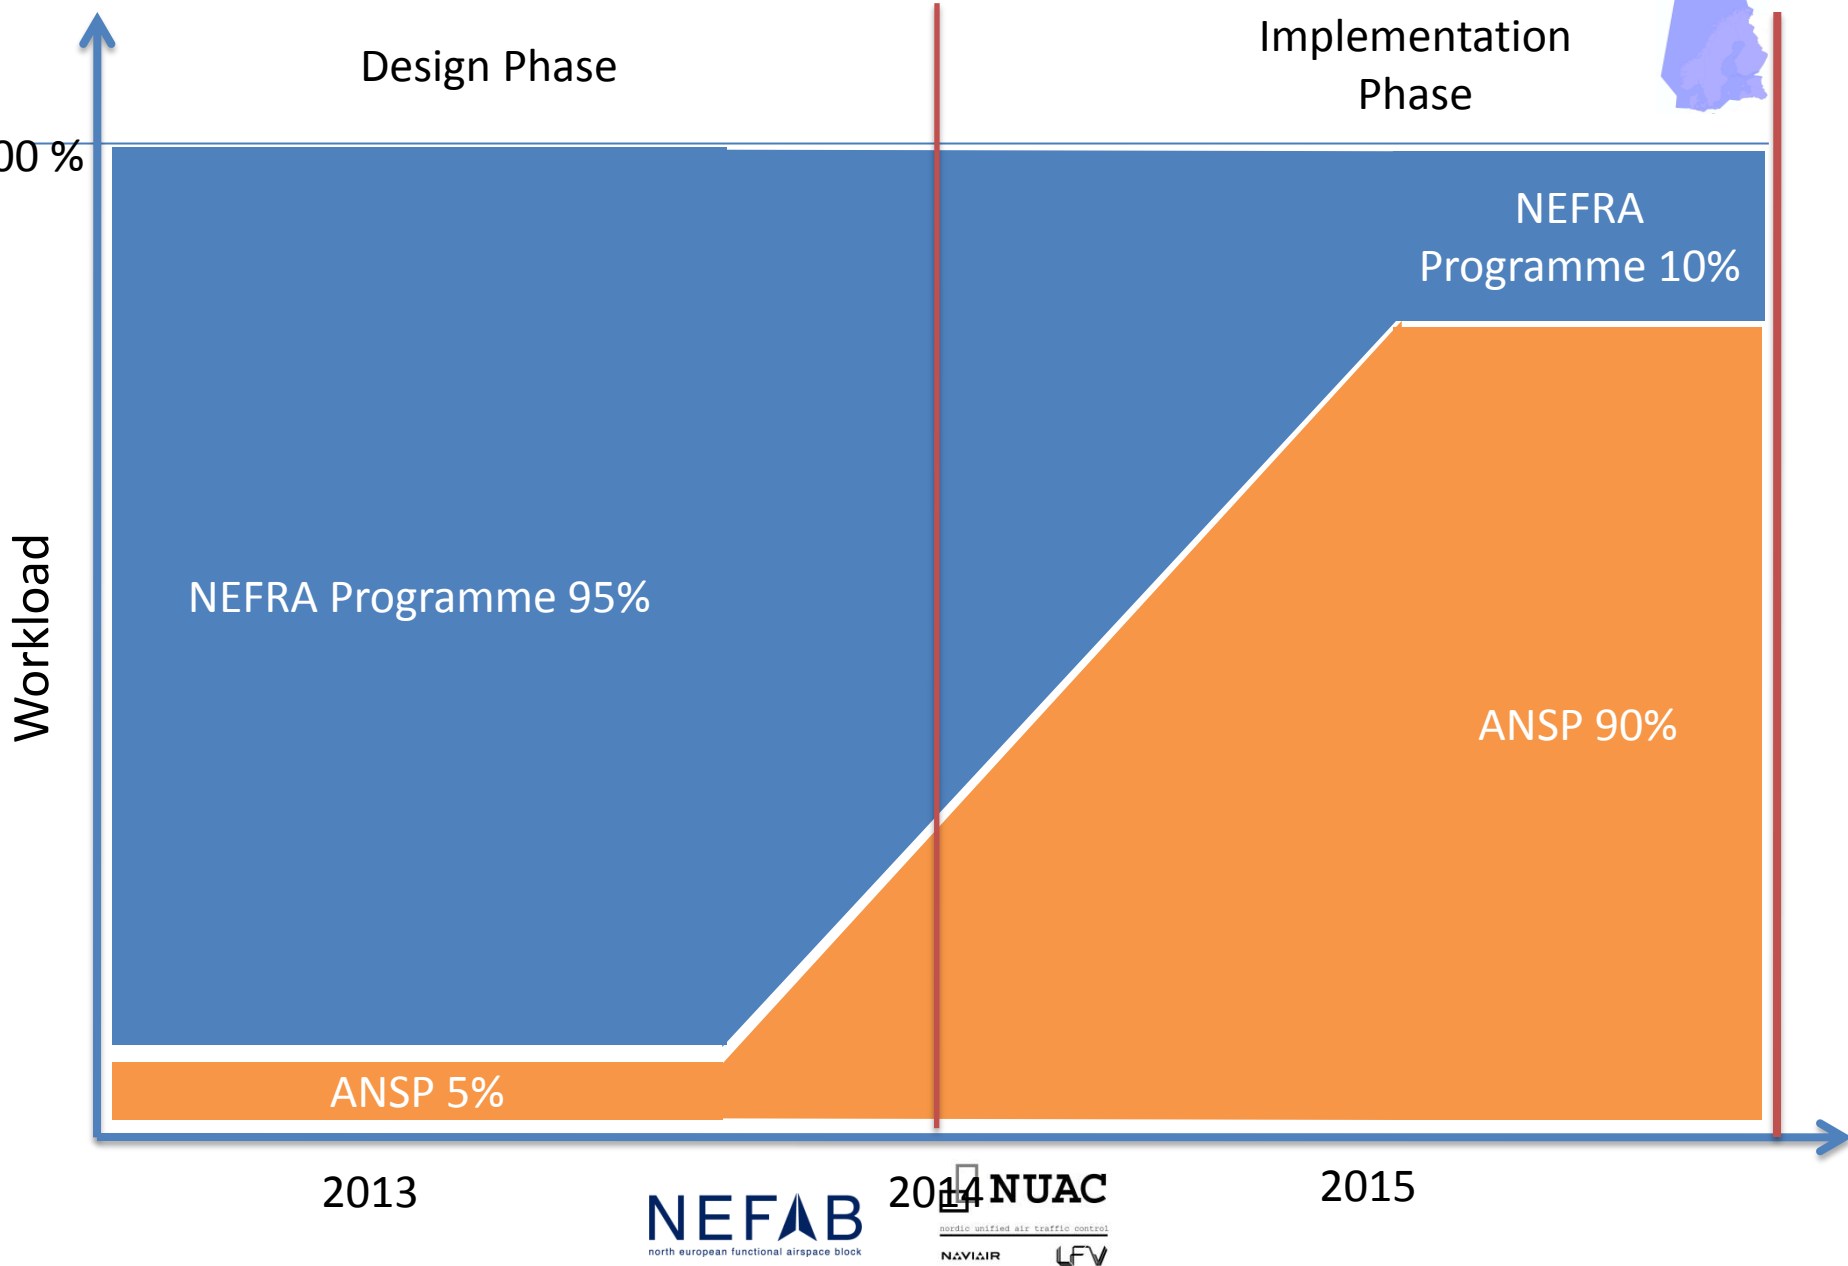 Design Phase
Implementation
Phase
00 %
NEFRA
Programme 10%
Workload
NEFRA Programme 95%
ANSP 90%
ANSP 5%
2013
2014
2015
NEFAB
north european functional airspace block
NUAC
nordic unified air traffic control
NAVIAIR
LFV